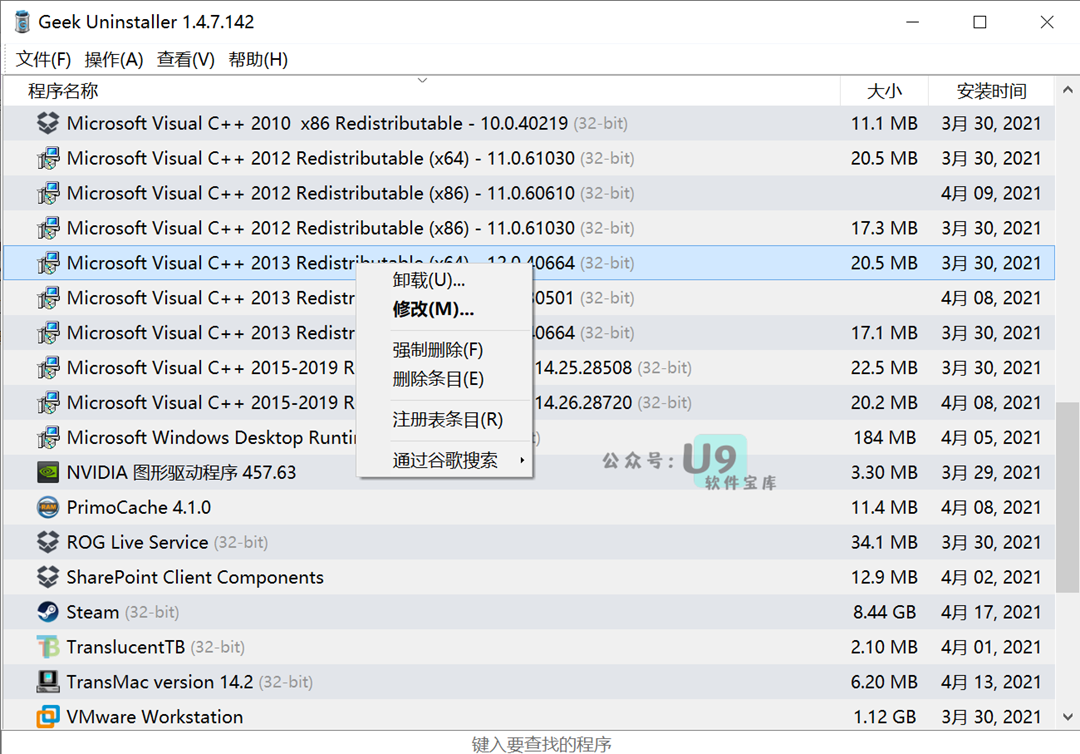 Geek Uninstaller 1.4.7.142
文件(F) 操作(A) 查看(V) 帮助(H)
程序名称 大小 安装时间
Microsoft Visual C++ 2010 x86 Redistributable - 10.0.40219 (32-bit) 11.1 MB 3月 30, 2021
Microsoft Visual C++ 2012 Redistributable (x64) - 11.0.61030 (32-bit) 20.5 MB 3月 30, 2021
Microsoft Visual C++ 2012 Redistributable (x86) - 11.0.60610 (32-bit) 4月 09, 2021
Microsoft Visual C++ 2012 Redistributable (x86) - 11.0.61030 (32-bit) 17.3 MB 3月 30, 2021
Microsoft Visual C++ 2013 Redistributable (x64) - 12.0.40664 (32-bit) 20.5 MB 3月 30, 2021
Microsoft Visual C++ 2013 Redistr 0501 (32-bit) 4月 08, 2021
Microsoft Visual C++ 2013 Redistr 0664 (32-bit) 17.1 MB 3月 30, 2021
Microsoft Visual C++ 2015-2019 R 14.25.28508 (32-bit) 22.5 MB 3月 30, 2021
Microsoft Visual C++ 2015-2019 R 14.26.28720 (32-bit) 20.2 MB 4月 08, 2021
Microsoft Windows Desktop Runti 184 MB 4月 05, 2021
NVIDIA 图形驱动程序 457.63 3.30 MB 3月 29, 2021
PrimoCache 4.1.0 11.4 MB 4月 08, 2021
ROG Live Service (32-bit) 34.1 MB 3月 30, 2021
SharePoint Client Components 12.9 MB 4月 02, 2021
Steam (32-bit) 8.44 GB 4月 17, 2021
TranslucentTB (32-bit) 2.10 MB 4月 01, 2021
TransMac version 14.2 (32-bit) 6.20 MB 4月 13, 2021
VMware Workstation 1.12 GB 3月 30, 2021
卸载(U)...
修改(M)...
强制删除(F)
删除条目(E)
注册表条目(R)
通过谷歌搜索
公众号: U9
软件宝库
键入要查找的程序